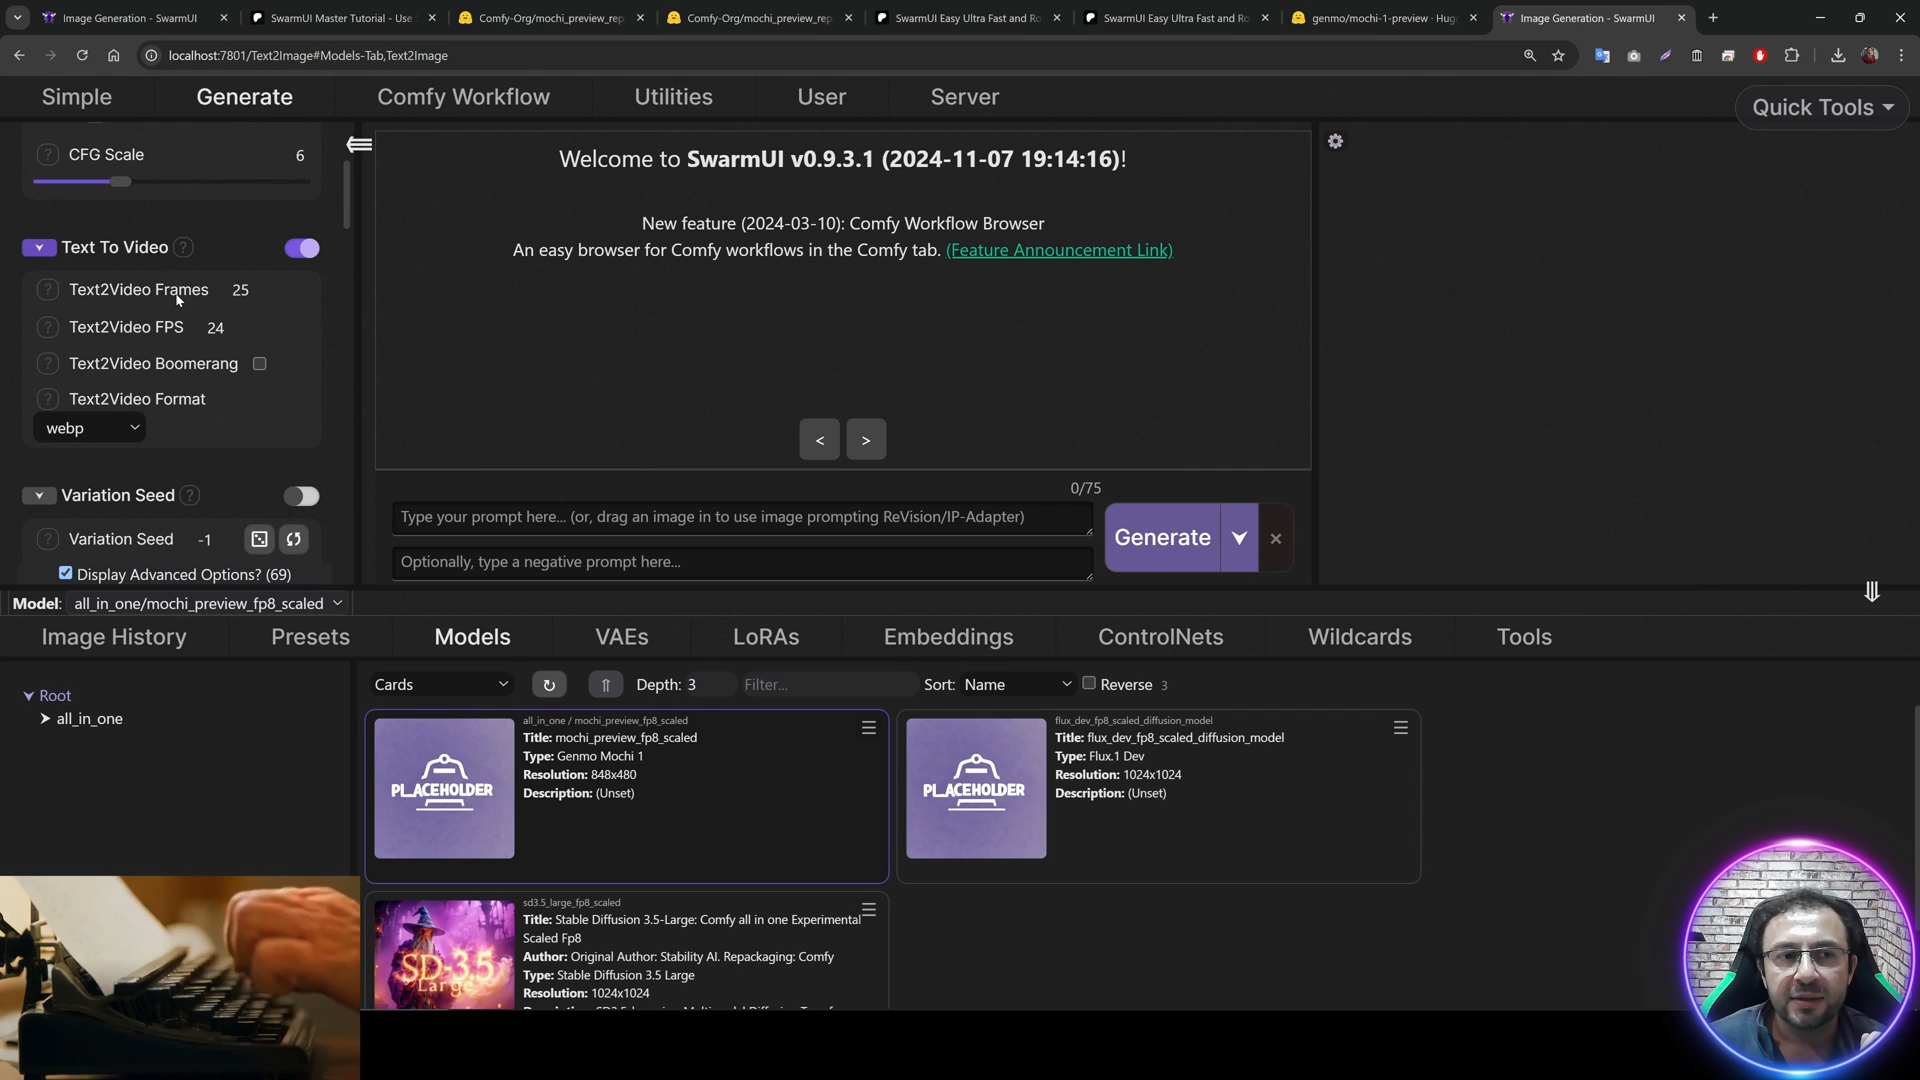 Image Generation - SwarmUI
SwarmUI Master Tutorial - Use
Comfy-Org/mochi_preview_rep
Comfy-Org/mochi_preview_rep
SwarmUI Easy Ultra Fast and Ro
SwarmUI Easy Ultra Fast and Ro
genmo/mochi-1-preview · Hug
Image Generation - SwarmUI
localhost:7801/Text2Image#Models-Tab,Text2Image
Simple
Generate
Comfy Workflow
Utilities
User
Server
Quick Tools
CFG Scale 6
Text To Video
Text2Video Frames 25
Text2Video FPS 24
Text2Video Boomerang
Text2Video Format
webp
Variation Seed
Variation Seed -1
Display Advanced Options? (69)
Welcome to SwarmUI v0.9.3.1 (2024-11-07 19:14:16)!
New feature (2024-03-10): Comfy Workflow Browser
An easy browser for Comfy workflows in the Comfy tab. (Feature Announcement Link)
< >
0/75
Type your prompt here... (or, drag an image in to use image prompting ReVision/IP-Adapter)
Optionally, type a negative prompt here...
Generate
Model: all_in_one/mochi_preview_fp8_scaled
Image History
Presets
Models
VAEs
LoRAs
Embeddings
ControlNets
Wildcards
Tools
Root
all_in_one
Cards
Depth: 3
Filter...
Sort: Name
Reverse 3
PLACEHOLDER
all_in_one / mochi_preview_fp8_scaled
Title: mochi_preview_fp8_scaled
Type: Genmo Mochi 1
Resolution: 848x480
Description: (Unset)
PLACEHOLDER
flux_dev_fp8_scaled_diffusion_model
Title: flux_dev_fp8_scaled_diffusion_model
Type: Flux.1 Dev
Resolution: 1024x1024
Description: (Unset)
SD-3.5
Large
sd3.5_large_fp8_scaled
Title: Stable Diffusion 3.5-Large: Comfy all in one Experimental
Scaled Fp8
Author: Original Author: Stability AI. Repackaging: Comfy
Type: Stable Diffusion 3.5 Large
Resolution: 1024x1024